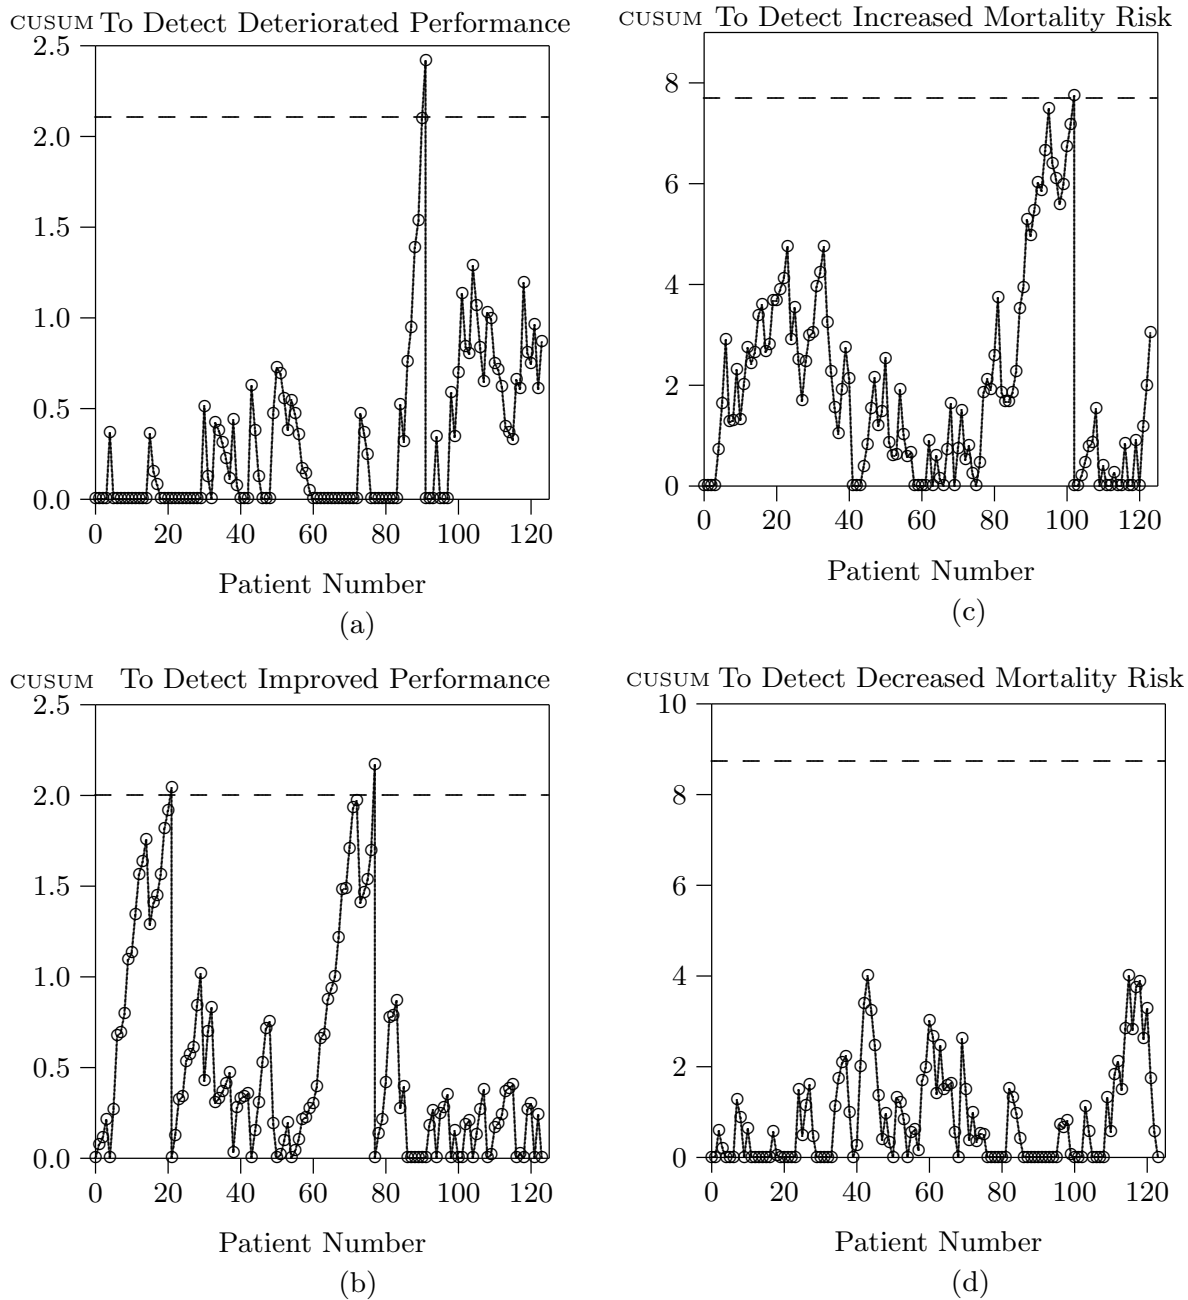 CUSUM To Detect Deteriorated Performance
2.5
2.0
1.5
1.0
0.5
0.0
0 20 40 60 80 100 120
Patient Number
(a)
CUSUM To Detect Increased Mortality Risk
8
6
4
2
0
0 20 40 60 80 100 120
Patient Number
(c)
CUSUM To Detect Improved Performance
2.5
2.0
1.5
1.0
0.5
0.0
0 20 40 60 80 100 120
Patient Number
(b)
CUSUM To Detect Decreased Mortality Risk
10
8
6
4
2
0
0 20 40 60 80 100 120
Patient Number
(d)